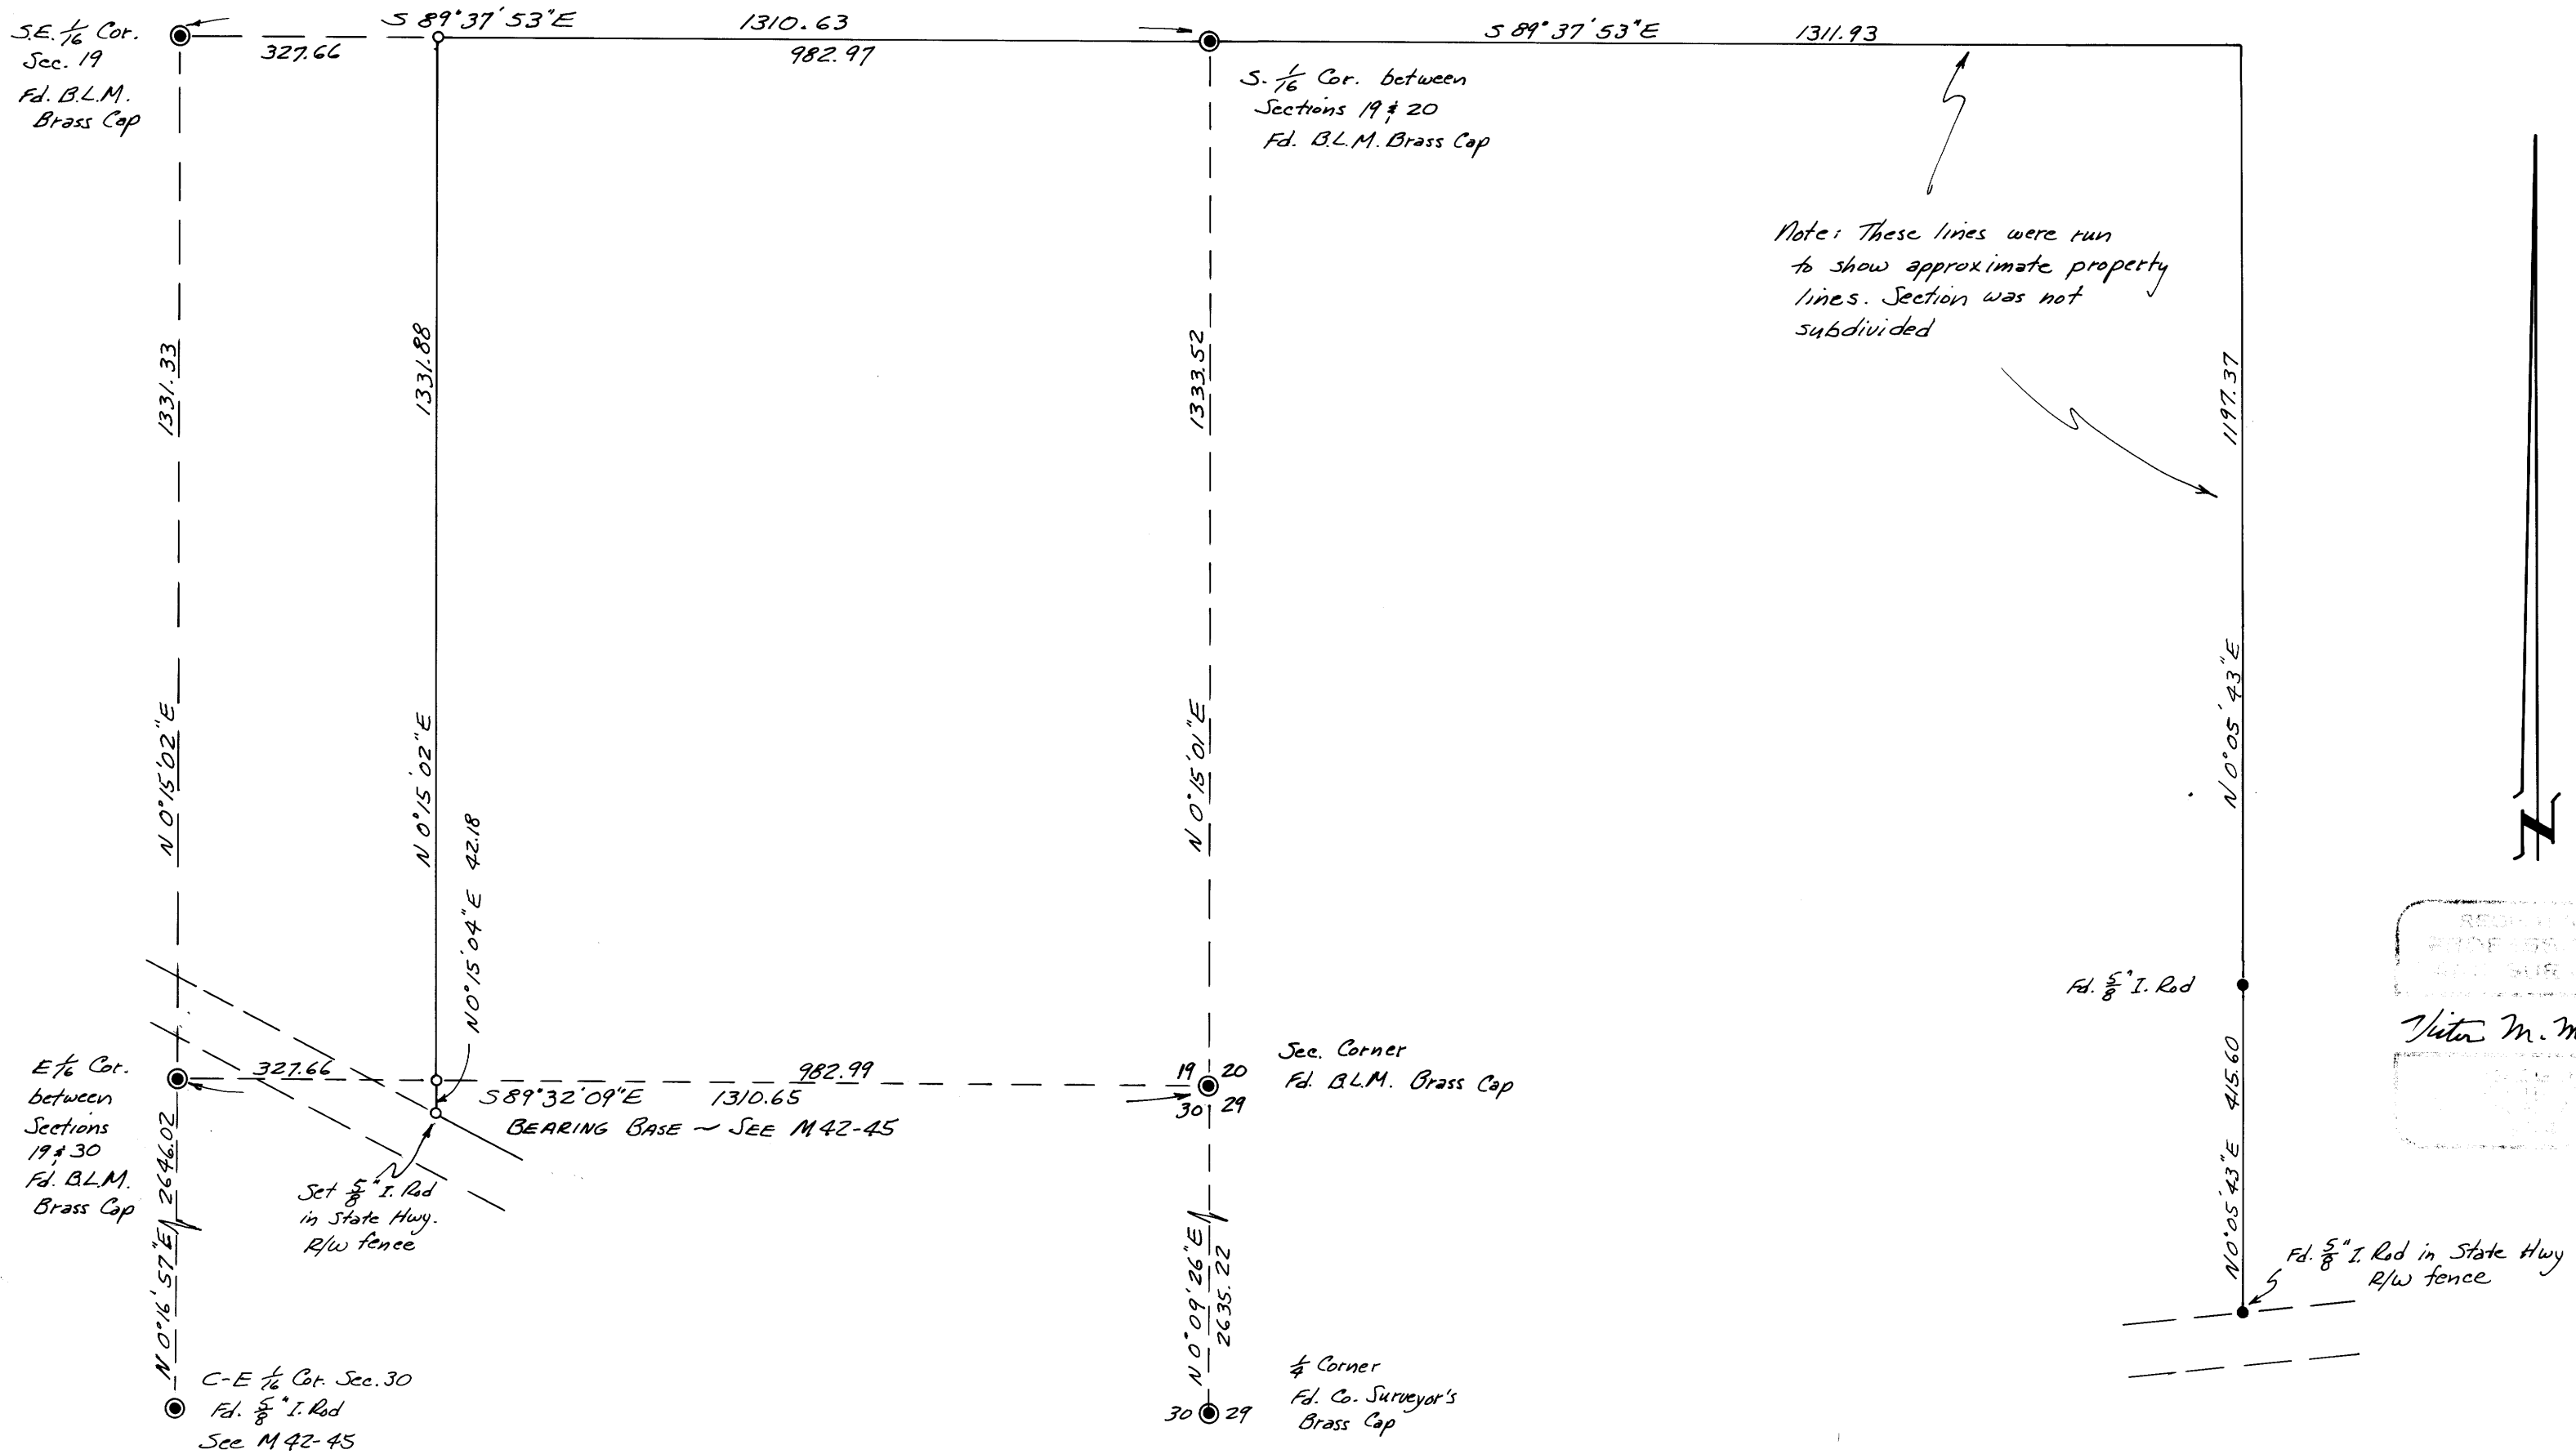 S.E. 1/16 Cor.
Sec. 19
Fd. B.L.M.
Brass Cap
S 89°37'53"E
1310.63
327.66
982.97
S 89°37'53"E
1311.93
S. 1/16 Cor. between
Sections 19 & 20
Fd. B.L.M. Brass Cap
Note: These lines were run
to show approximate property
lines. Section was not
subdivided
1331.33
N 0°15'02"E
1331.88
N 0°15'02"E
N 0°15'04"E 42.18
1333.52
N 0°15'01"E
1197.37
N 0°05'43"E
Fd. 5/8" I. Rod
415.60
N 0°05'43"E
Fd. 5/8" I. Rod in State Hwy
R/W fence
E 1/16 Cor.
between
Sections
19 & 30
Fd. B.L.M.
Brass Cap
327.66
982.99
S 89°32'09"E
1310.65
BEARING BASE ~ SEE M 42-45
19 20
30 29
Sec. Corner
Fd. B.L.M. Brass Cap
Set 5/8" I. Rod
in State Hwy.
R/W fence
N 0°16'57"E 2646.02
N 0°09'26"E
2635.22
C-E 1/16 Cor. Sec. 30
Fd. 5/8" I. Rod
See M 42-45
30 29
1/4 Corner
Fd. Co. Surveyor's
Brass Cap
N
Victor M. M